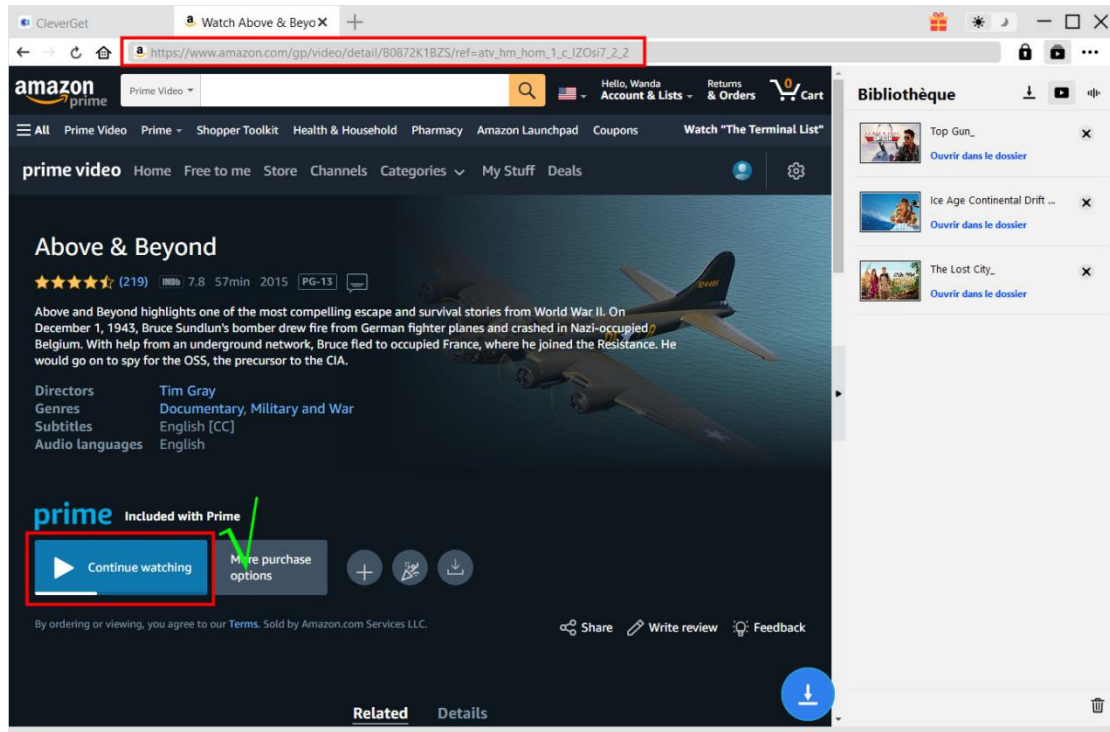 CleverGet
Watch Above & Beyo
https://www.amazon.com/gp/video/detail/B0872K1BZS/ref=atv_hm_hom_1_c_lZOsi7_2_2
amazon prime
Prime Video
Hello, Wanda
Account & Lists
Returns
& Orders
0
Cart
All Prime Video Prime Shopper Toolkit Health & Household Pharmacy Amazon Launchpad Coupons Watch "The Terminal List"
prime video Home Free to me Store Channels Categories My Stuff Deals
Above & Beyond
(219) IMDb 7.8 57min 2015 PG-13
Above and Beyond highlights one of the most compelling escape and survival stories from World War II. On
December 1, 1943, Bruce Sundlun's bomber drew fire from German fighter planes and crashed in Nazi-occupied
Belgium. With help from an underground network, Bruce fled to occupied France, where he joined the Resistance. He
would go on to spy for the OSS, the precursor to the CIA.
Directors Tim Gray
Genres Documentary, Military and War
Subtitles English [CC]
Audio languages English
prime Included with Prime
Continue watching
More purchase
options
By ordering or viewing, you agree to our Terms. Sold by Amazon.com Services LLC.
Share Write review Feedback
Related Details
Bibliothèque
Top Gun_
Ouvrir dans le dossier
Ice Age Continental Drift ...
Ouvrir dans le dossier
The Lost City_
Ouvrir dans le dossier